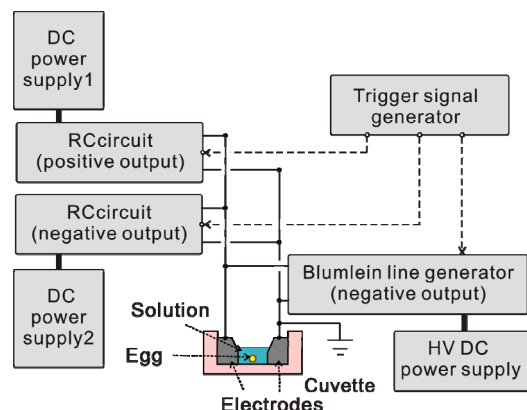 DC
power
supply1
RCcircuit
(positive output)
Trigger signal
generator
RCcircuit
(negative output)
DC
power
supply2
Blumlein line generator
(negative output)
HV DC
power supply
Solution
Egg
Cuvette
Electrodes